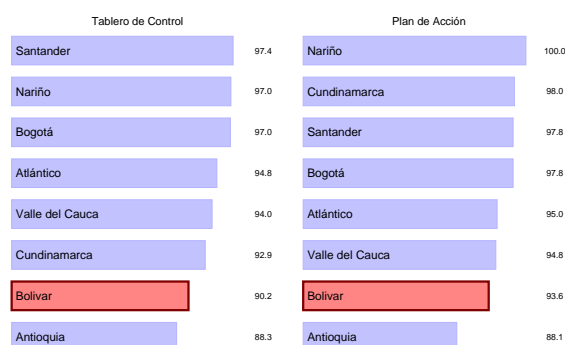 Tablero de Control
Santander 97.4
Nariño 97.0
Bogotá 97.0
Atlántico 94.8
Valle del Cauca 94.0
Cundinamarca 92.9
Bolivar 90.2
Antioquia 88.3
Plan de Acción
Nariño 100.0
Cundinamarca 98.0
Santander 97.8
Bogotá 97.8
Atlántico 95.0
Valle del Cauca 94.8
Bolivar 93.6
Antioquia 88.1